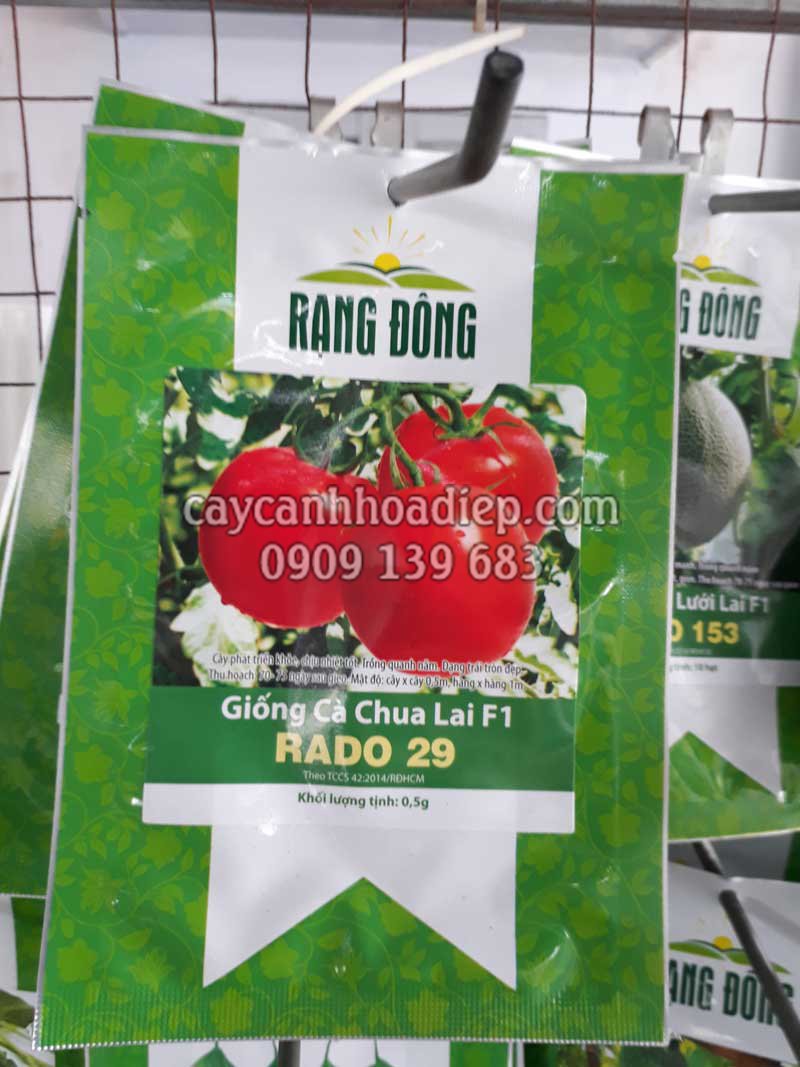 RẠNG ĐÔNG
caycanhhoadiep.com
0909 139 683
Cây phát triển khỏe, chịu nhiệt tốt. Trồng quanh năm. Dạng trái tròn đẹp.
Thu hoạch 70-75 ngày sau gieo. Mật độ: cây x cây 0,5m, hàng x hàng 1m
Giống Cà Chua Lai F1
RADO 29
Theo TCCS 42:2014/RĐHCM
Khối lượng tịnh: 0,5g
G ĐÔNG
Lưới Lai F1
O 153
ẠNG ĐÔNG